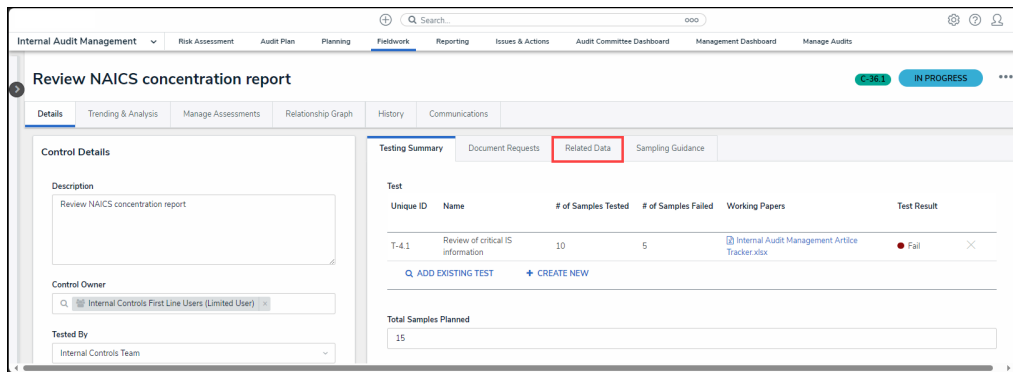 Search...
ooo
Internal Audit Management
Risk Assessment
Audit Plan
Planning
Fieldwork
Reporting
Issues & Actions
Audit Committee Dashboard
Management Dashboard
Manage Audits
Review NAICS concentration report
C-36.1
IN PROGRESS
Details
Trending & Analysis
Manage Assessments
Relationship Graph
History
Communications
Control Details
Description
Review NAICS concentration report
Control Owner
Internal Controls First Line Users (Limited User) ×
Tested By
Internal Controls Team
Testing Summary
Document Requests
Related Data
Sampling Guidance
Test
Unique ID Name # of Samples Tested # of Samples Failed Working Papers Test Result
T-4.1 Review of critical IS information 10 5 Internal Audit Management Artilce Tracker.xlsx Fail
ADD EXISTING TEST + CREATE NEW
Total Samples Planned
15